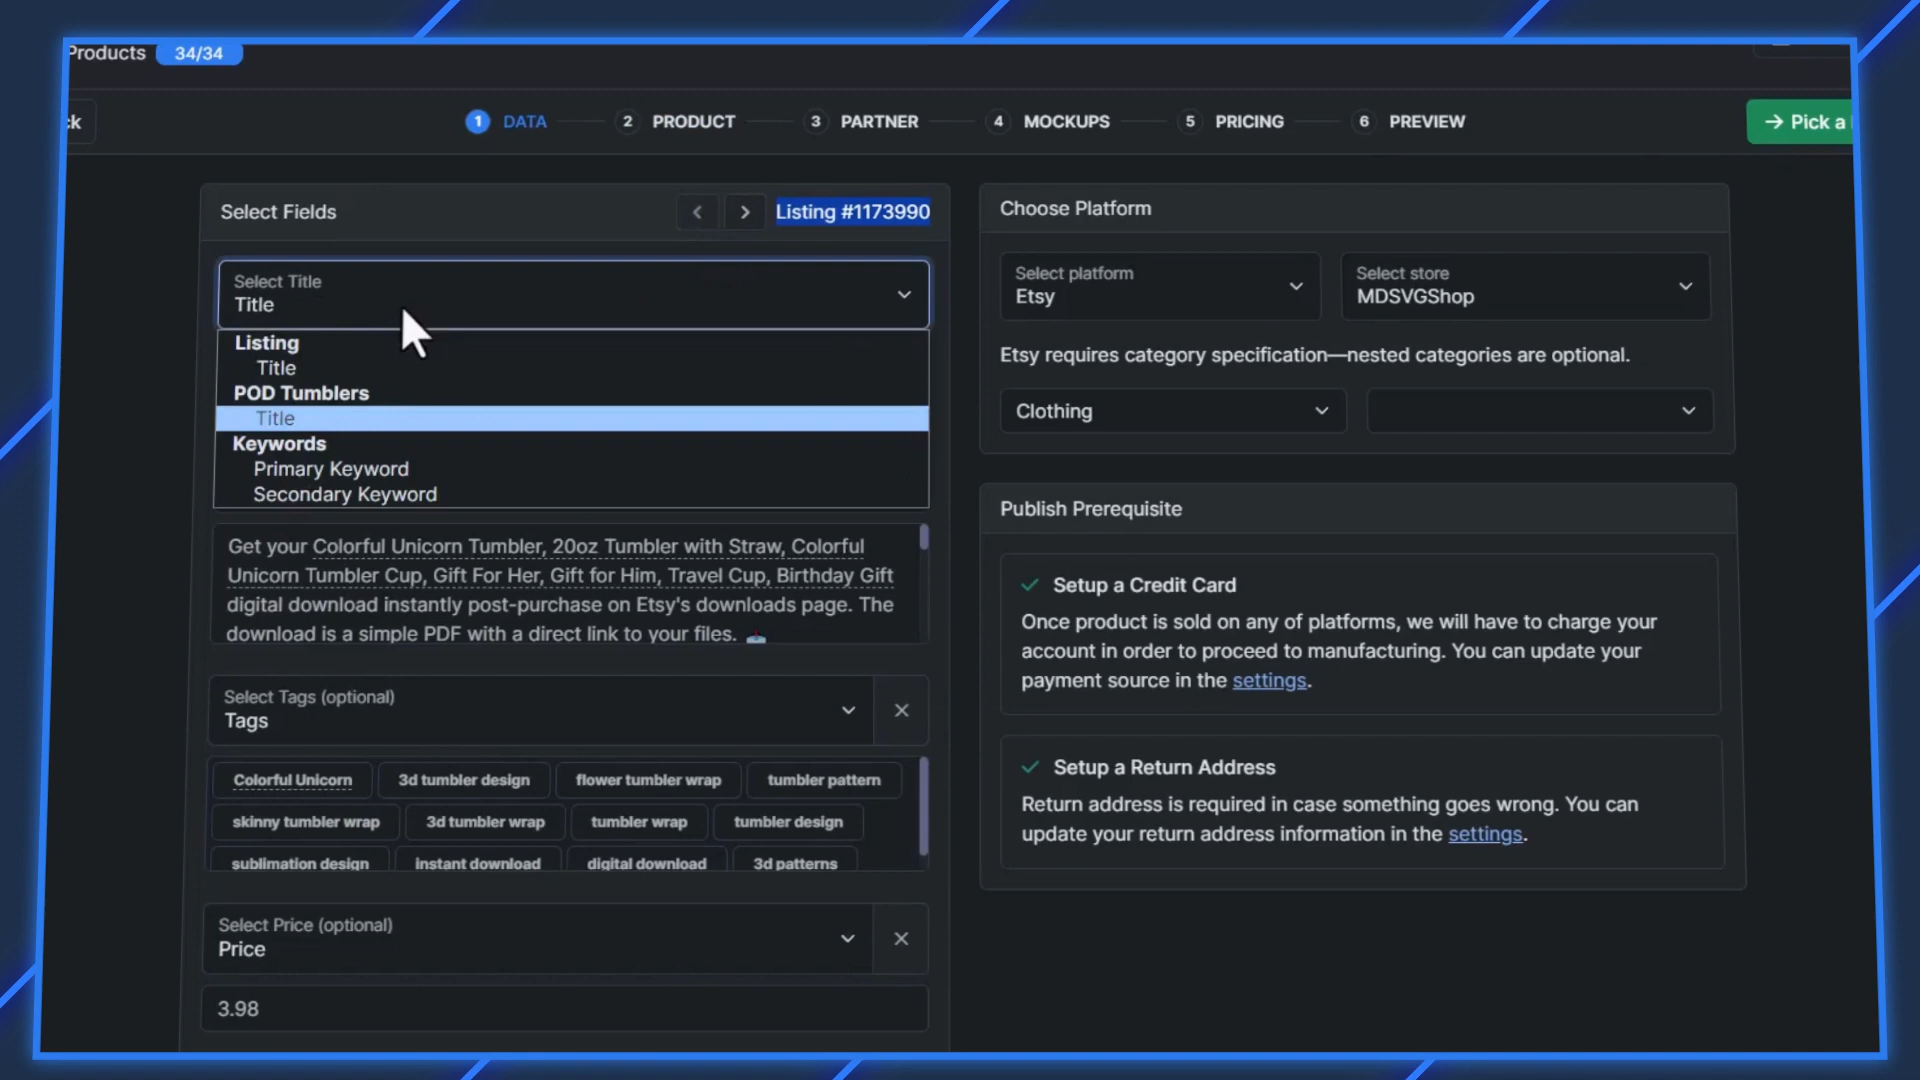 Products 34/34
ck
1 DATA 2 PRODUCT 3 PARTNER 4 MOCKUPS 5 PRICING 6 PREVIEW
→ Pick a
Select Fields
Listing #1173990
Select Title
Title
Listing
Title
POD Tumblers
Title
Keywords
Primary Keyword
Secondary Keyword
Get your Colorful Unicorn Tumbler, 20oz Tumbler with Straw, Colorful
Unicorn Tumbler Cup, Gift For Her, Gift for Him, Travel Cup, Birthday Gift
digital download instantly post-purchase on Etsy's downloads page. The
download is a simple PDF with a direct link to your files.
Select Tags (optional)
Tags
Colorful Unicorn 3d tumbler design flower tumbler wrap tumbler pattern
skinny tumbler wrap 3d tumbler wrap tumbler wrap tumbler design
sublimation design instant download digital download 3d patterns
Select Price (optional)
Price
3.98
Choose Platform
Select platform
Etsy
Select store
MDSVGShop
Etsy requires category specification—nested categories are optional.
Clothing
Publish Prerequisite
Setup a Credit Card
Once product is sold on any of platforms, we will have to charge your
account in order to proceed to manufacturing. You can update your
payment source in the settings.
Setup a Return Address
Return address is required in case something goes wrong. You can
update your return address information in the settings.